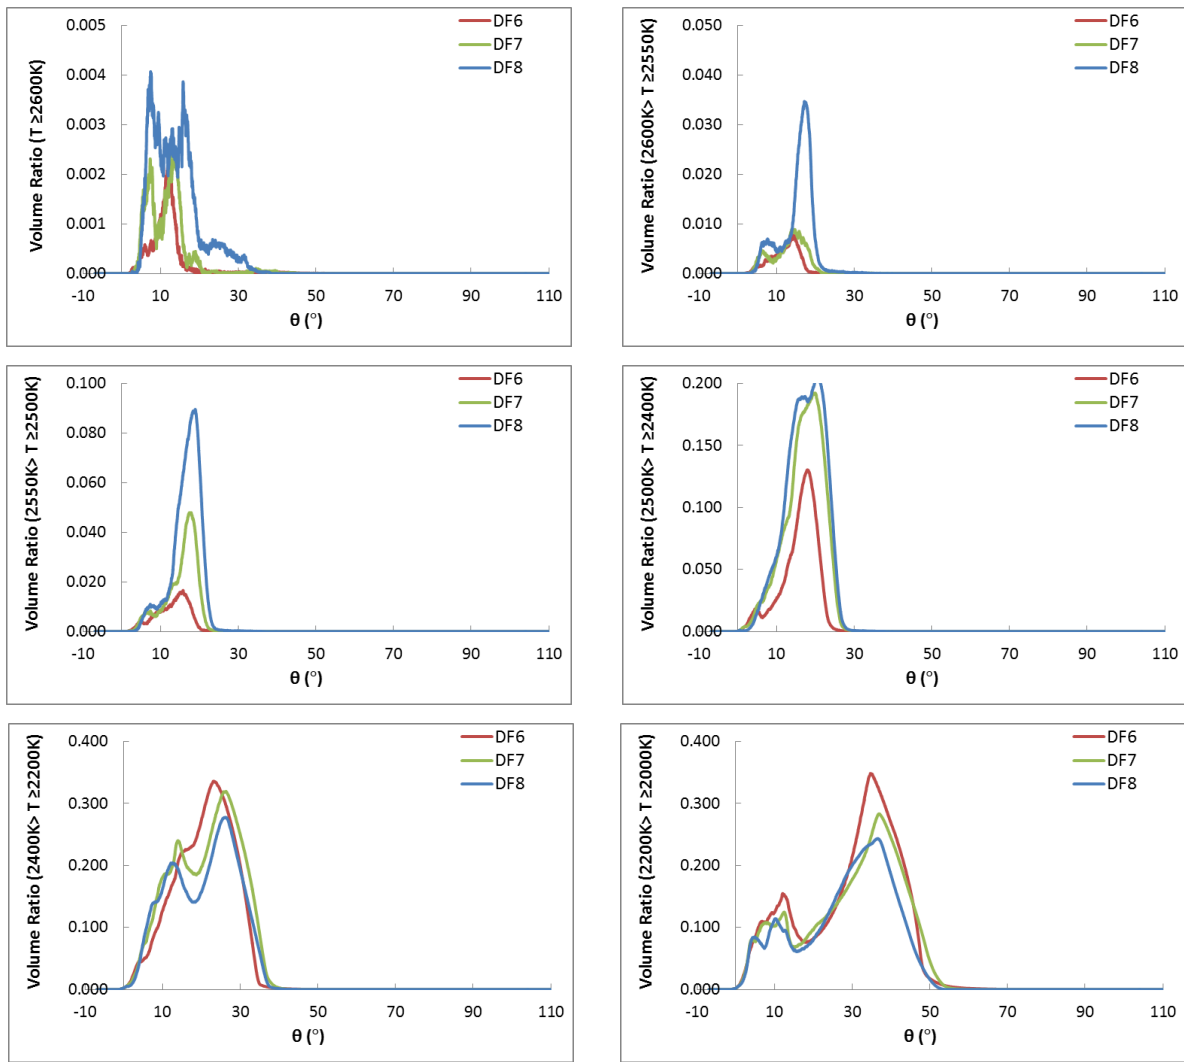 Volume Ratio (T ≥2600K)
0.005
0.004
0.003
0.002
0.001
0.000
-10 10 30 50 70 90 110
θ (°)
DF6
DF7
DF8
Volume Ratio (2600K> T ≥2550K)
0.050
0.040
0.030
0.020
0.010
0.000
-10 10 30 50 70 90 110
θ (°)
DF6
DF7
DF8
Volume Ratio (2550K> T ≥2500K)
0.100
0.080
0.060
0.040
0.020
0.000
-10 10 30 50 70 90 110
θ (°)
DF6
DF7
DF8
Volume Ratio (2500K> T ≥2400K)
0.200
0.150
0.100
0.050
0.000
-10 10 30 50 70 90 110
θ (°)
DF6
DF7
DF8
Volume Ratio (2400K> T ≥2200K)
0.400
0.300
0.200
0.100
0.000
-10 10 30 50 70 90 110
θ (°)
DF6
DF7
DF8
Volume Ratio (2200K> T ≥2000K)
0.400
0.300
0.200
0.100
0.000
-10 10 30 50 70 90 110
θ (°)
DF6
DF7
DF8